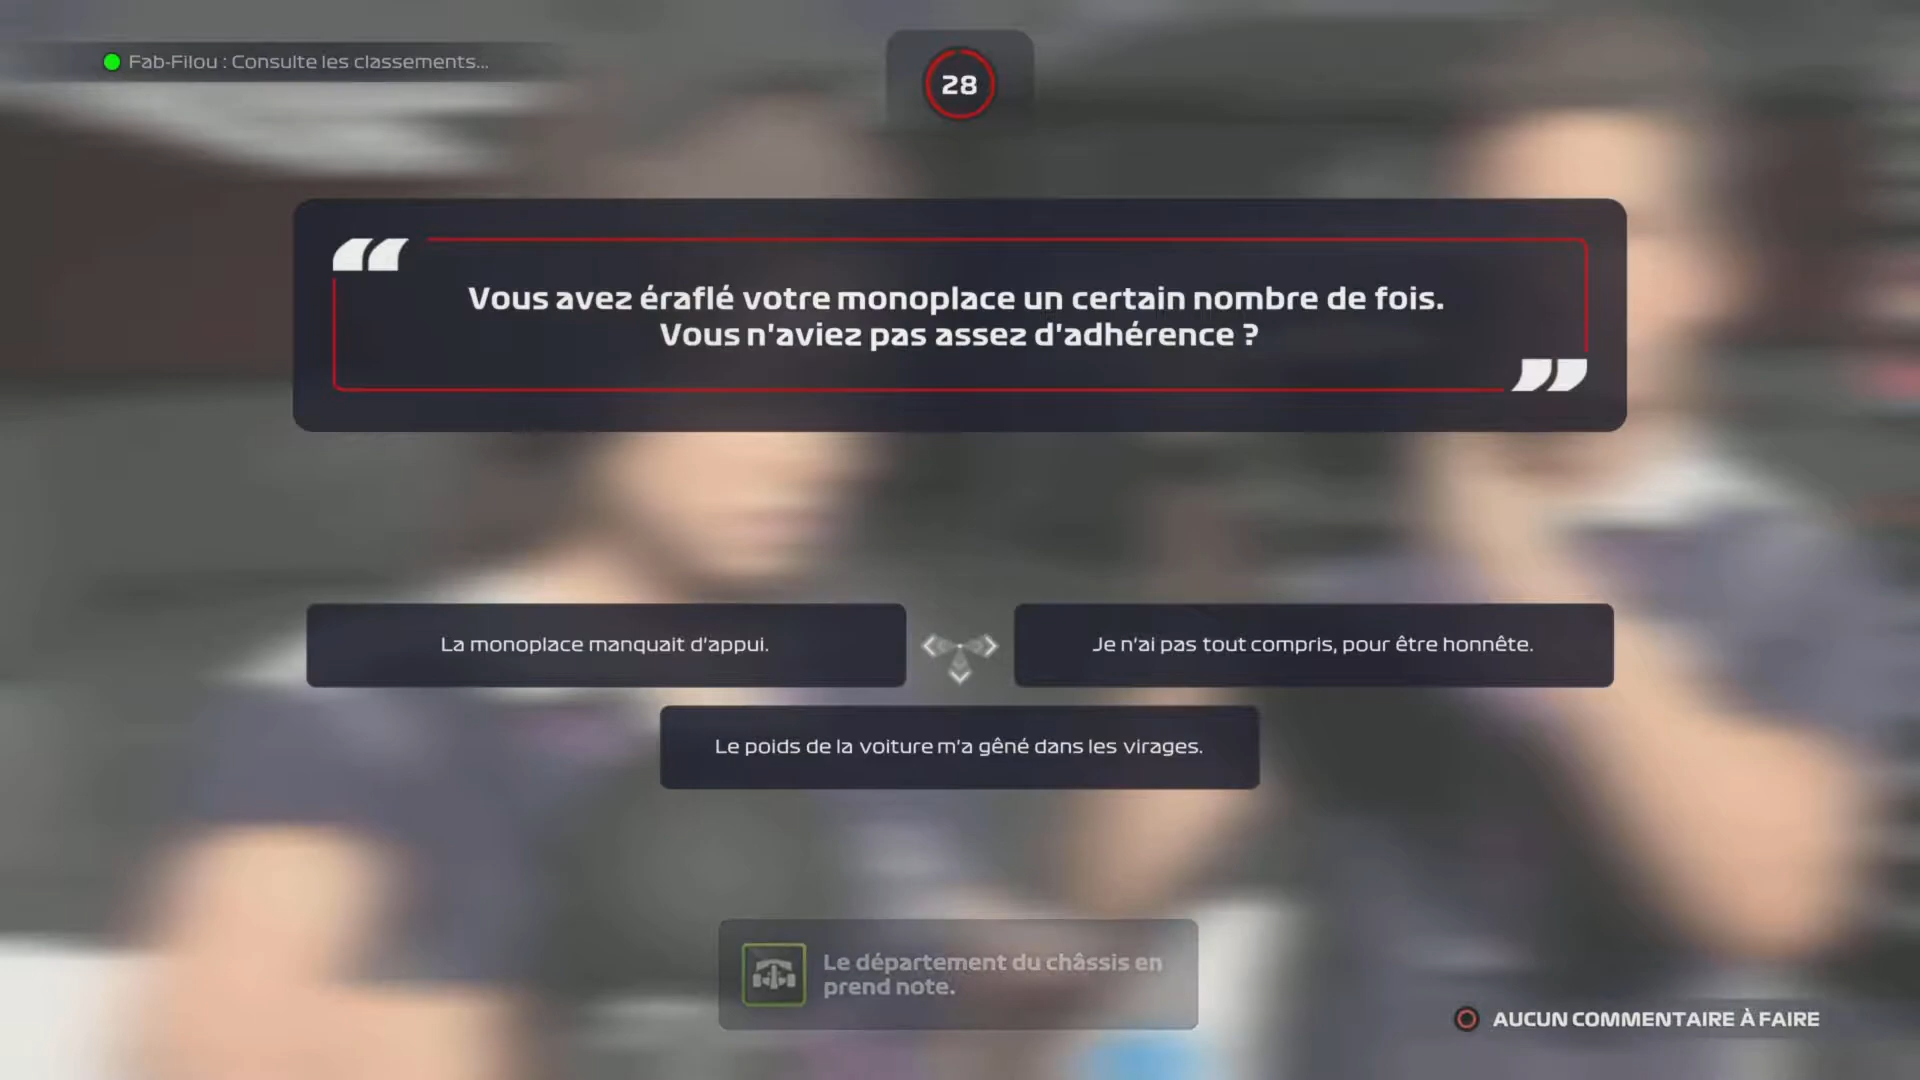 Fab-Filou : Consulte les classements...
28
Vous avez éraflé votre monoplace un certain nombre de fois.
Vous n'aviez pas assez d'adhérence ?
La monoplace manquait d'appui.
Je n'ai pas tout compris, pour être honnête.
Le poids de la voiture m'a gêné dans les virages.
Le département du châssis en
prend note.
AUCUN COMMENTAIRE À FAIRE